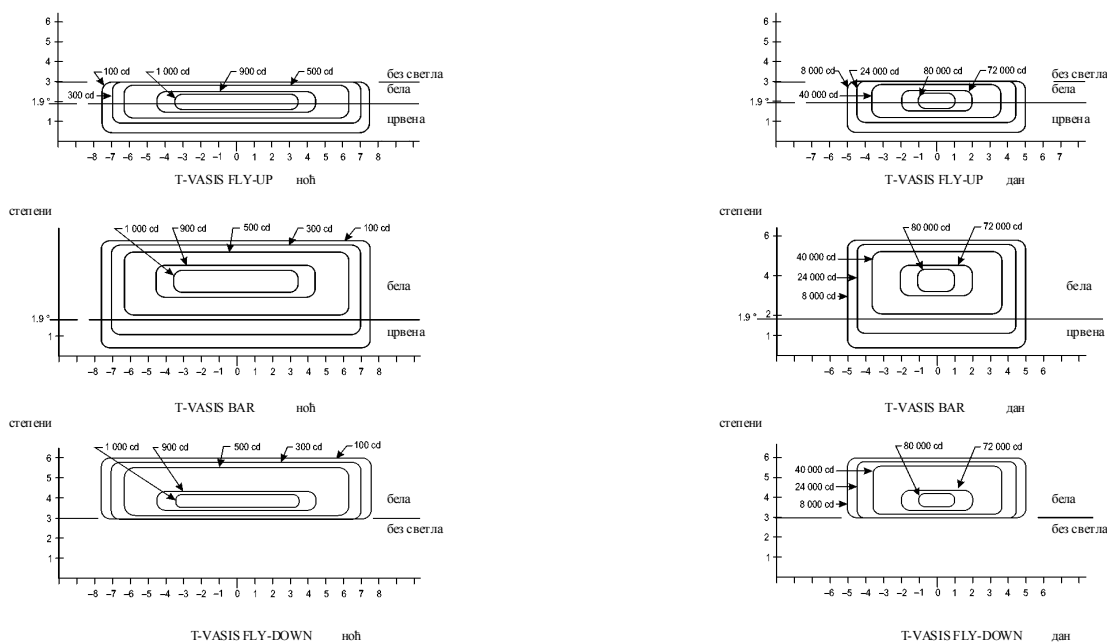 6
5
4
3
1.9 °
1
100 cd
1 000 cd
900 cd
500 cd
300 cd
без светла
бела
црвена
–8 –7 –6 –5 –4 –3 –2 –1 0 1 2 3 4 5 6 7 8
T-VASIS FLY-UP ноћ
6
5
4
3
1.9 °
1
8 000 cd
24 000 cd
80 000 cd
72 000 cd
40 000 cd
без светла
бела
црвена
–7 –6 –5 –4 –3 –2 –1 0 1 2 3 4 5 6 7
T-VASIS FLY-UP дан
степени
1 000 cd
900 cd
500 cd
300 cd
100 cd
бела
1.9 °
црвена
1
–8 –7 –6 –5 –4 –3 –2 –1 0 1 2 3 4 5 6 7 8
T-VASIS BAR ноћ
степени
6
80 000 cd
72 000 cd
40 000 cd
4
24 000 cd
8 000 cd
бела
2
1.9 °
црвена
1
–8 –7 –6 –5 –4 –3 –2 –1 0 1 2 3 4 5 6
T-VASIS BAR дан
степени
1 000 cd
900 cd
500 cd
300 cd
100 cd
6
5
4
3
2
1
бела
без светла
–8 –7 –6 –5 –4 –3 –2 –1 0 1 2 3 4 5 6 7 8
T-VASIS FLY-DOWN ноћ
степени
6
5
4
3
2
1
80 000 cd
72 000 cd
40 000 cd
24 000 cd
8 000 cd
бела
без светла
–8 –7 –6 –5 –4 –3 –2 –1 0 1 2 3 4 5 6
T-VASIS FLY-DOWN дан